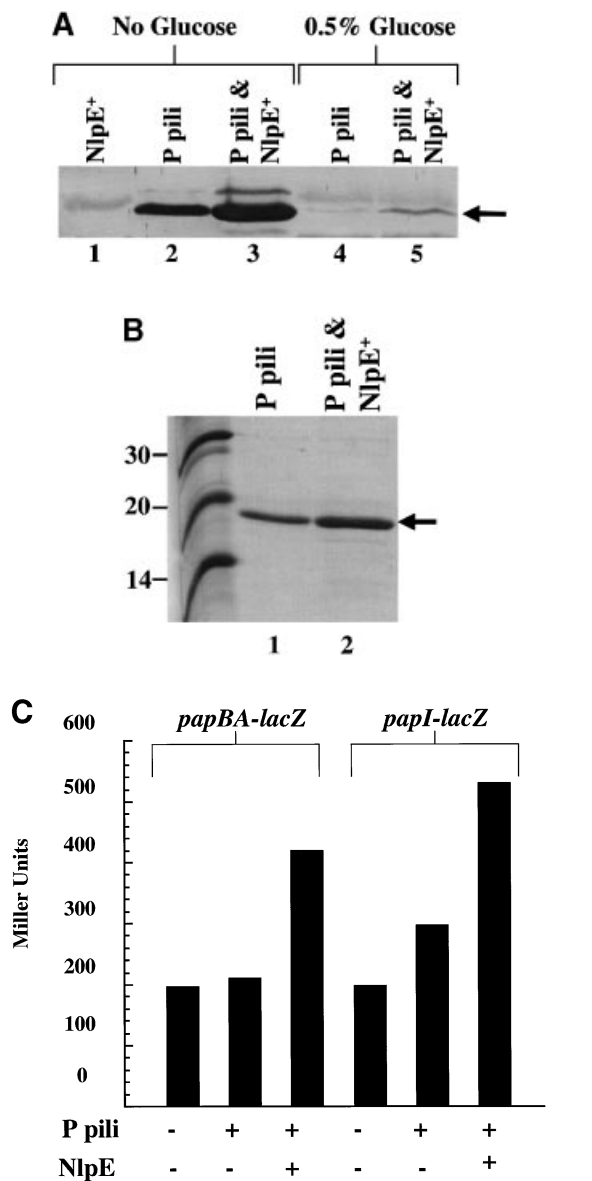 A
No Glucose 0.5% Glucose
NlpE+
P pili
P pili &
NlpE+
P pili
P pili &
NlpE+
1 2 3 4 5
B
P pili
P pili &
NlpE+
30
20
14
1 2
C
papBA-lacZ papI-lacZ
600
500
400
300
200
100
0
Miller Units
P pili - + + - + +
NlpE - - + - - +